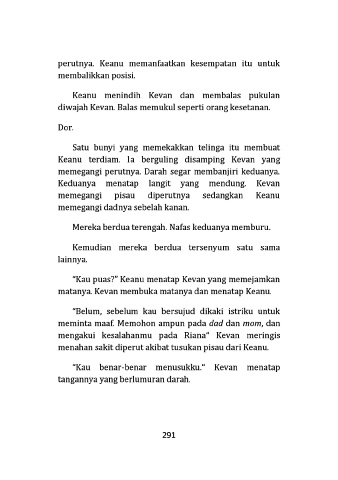 perutnya. Keanu memanfaatkan kesempatan itu untuk
membalikkan posisi.
Keanu menindih Kevan dan membalas pukulan
diwajah Kevan. Balas memukul seperti orang kesetanan.
Dor.
Satu bunyi yang memekakkan telinga itu membuat
Keanu terdiam. Ia berguling disamping Kevan yang
memegangi perutnya. Darah segar membanjiri keduanya.
Keduanya menatap langit yang mendung. Kevan
memegangi pisau diperutnya sedangkan Keanu
memegangi dadnya sebelah kanan.
Mereka berdua terengah. Nafas keduanya memburu.
Kemudian mereka berdua tersenyum satu sama
lainnya.
"Kau puas?" Keanu menatap Kevan yang memejamkan
matanya. Kevan membuka matanya dan menatap Keanu.
"Belum, sebelum kau bersujud dikaki istriku untuk
meminta maaf. Memohon ampun pada dad dan mom, dan
mengakui kesalahanmu pada Riana" Kevan meringis
menahan sakit diperut akibat tusukan pisau dari Keanu.
"Kau benar-benar menusukku." Kevan menatap
tangannya yang berlumuran darah.
291